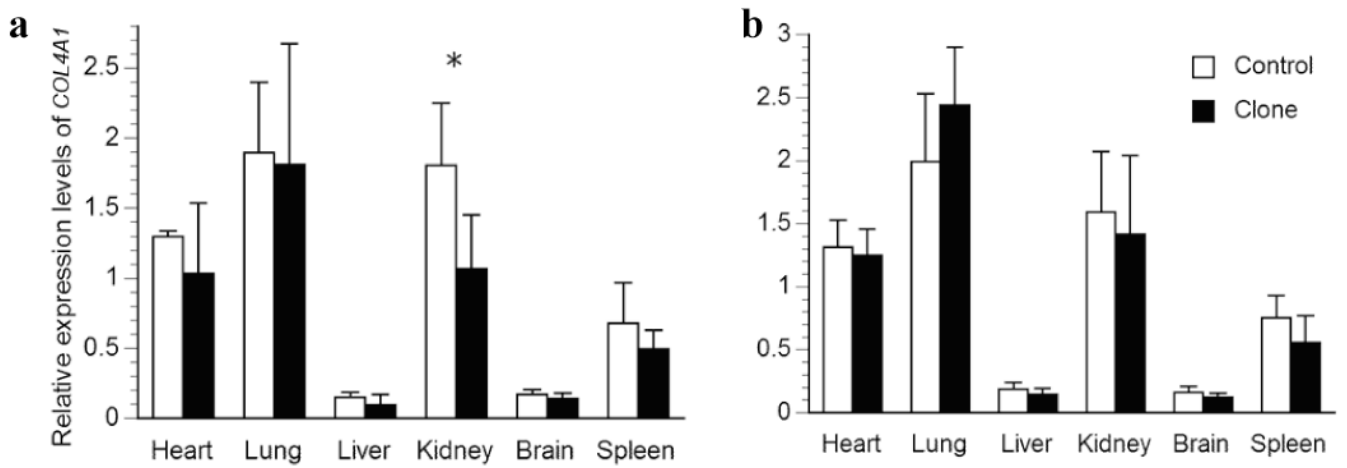 a
Relative expression levels of COL4A1
2.5
2
1.5
1
0.5
0
*
Heart Lung Liver Kidney Brain Spleen
b
3
2.5
2
1.5
1
0.5
0
Control
Clone
Heart Lung Liver Kidney Brain Spleen